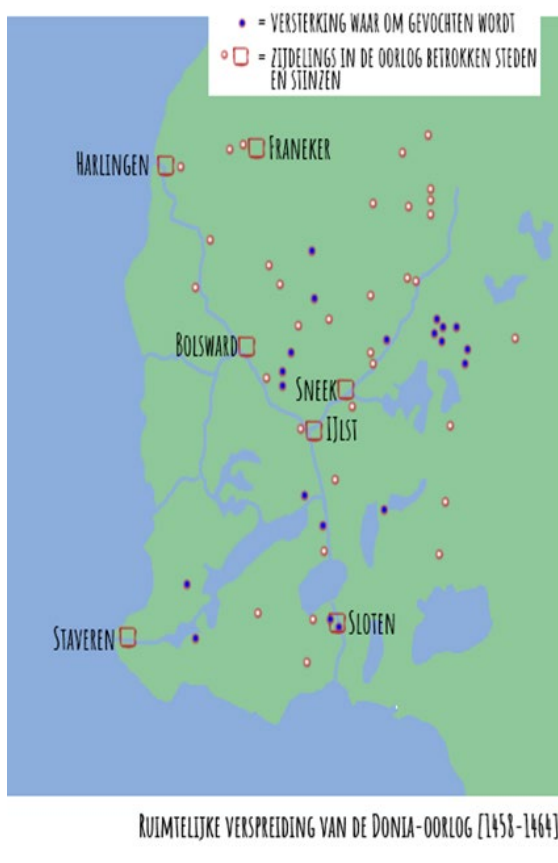 = VERSTERKING WAAR OM GEVOCHTEN WORDT
= ZIJDELINGS IN DE OORLOG BETROKKEN STEDEN
EN STINZEN
HARLINGEN
FRANEKER
BOLSWARD
SNEEK
IJLST
STAVEREN
SLOTEN
RUIMTELIJKE VERSPREIDING VAN DE DONIA-OORLOG [1458-1464]